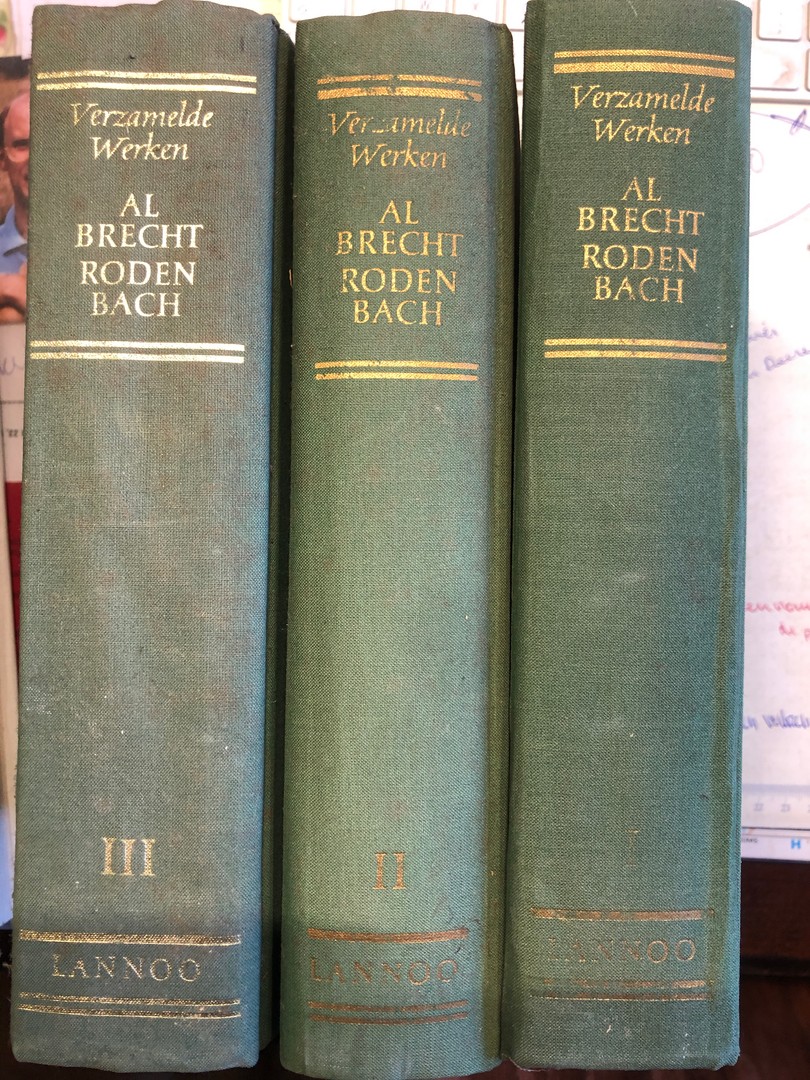 Verzamelde
Werken
AL
BRECHT
RODEN
BACH
III
LANNOO
Verzamelde
Werken
AL
BRECHT
RODEN
BACH
II
LANNOO
Verzamelde
Werken
AL
BRECHT
RODEN
BACH
I
LANNOO